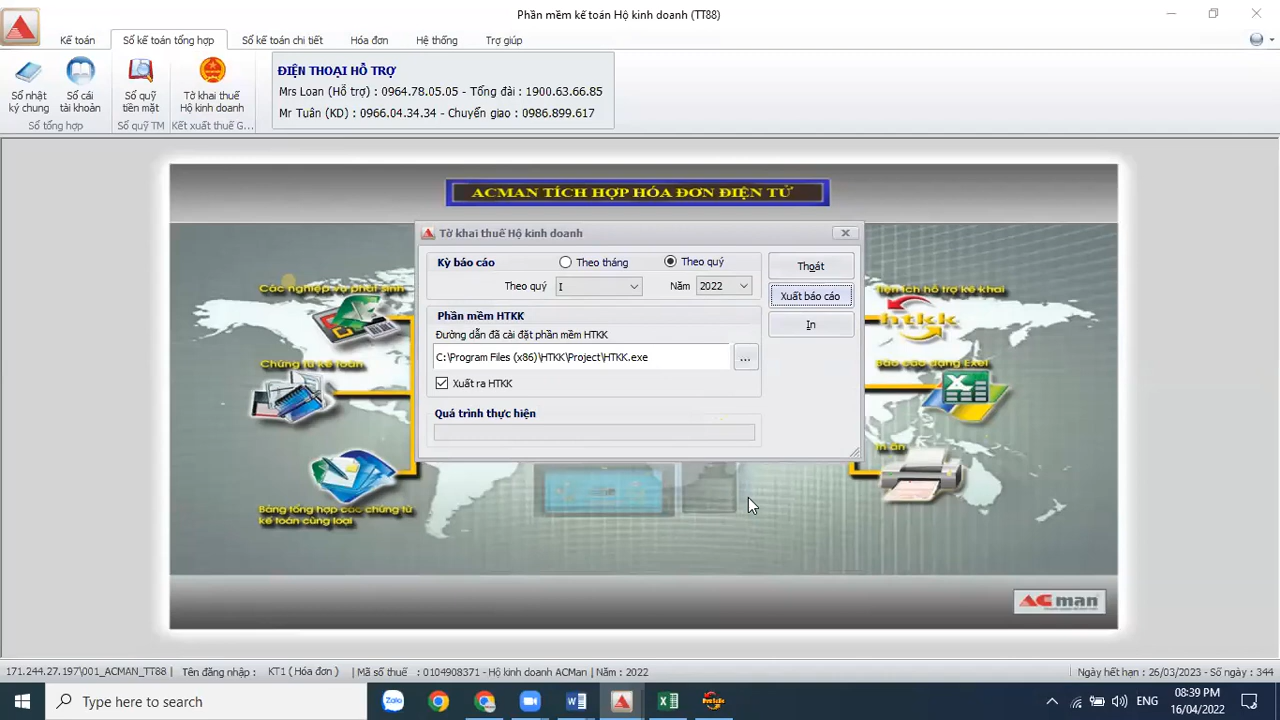 Phần mềm kế toán Hộ kinh doanh (TT88)
Kế toán
Sổ kế toán tổng hợp
Sổ kế toán chi tiết
Hóa đơn
Hệ thống
Trợ giúp
Sổ nhật ký chung
Sổ cái tài khoản
Sổ quỹ tiền mặt
Tờ khai thuế Hộ kinh doanh
Sổ tổng hợp
Sổ quỹ TM
Kết xuất thuế G...
ĐIỆN THOẠI HỖ TRỢ
Mrs Loan (Hỗ trợ) : 0964.78.05.05 - Tổng đài : 1900.63.66.85
Mr Tuân (KD) : 0966.04.34.34 - Chuyển giao : 0986.899.617
ACMAN TÍCH HỢP HÓA ĐƠN ĐIỆN TỬ
Tờ khai thuế Hộ kinh doanh
Kỳ báo cáo
Theo tháng
Theo quý
Theo quý
I
Năm
2022
Thoát
Xuất báo cáo
In
Phần mềm HTKK
Đường dẫn đã cài đặt phần mềm HTKK
C:\Program Files (x86)\HTKK\Project\HTKK.exe
...
Xuất ra HTKK
Quá trình thực hiện
Các nghiệp vụ phát sinh
Chứng từ kế toán
Bảng tổng hợp các chứng từ
kế toán cùng loại
Tiện ích hỗ trợ kê khai
htkk
Báo cáo dạng Excel
In ấn
ACman
171.244.27.197\001_ACMAN_TT88
Tên đăng nhập : KT1 ( Hóa đơn )
Mã số thuế : 0104908371 - Hộ kinh doanh ACMan
Năm : 2022
Ngày hết hạn : 26/03/2023 - Số ngày : 344
Type here to search
Zalo
ENG
08:39 PM
16/04/2022